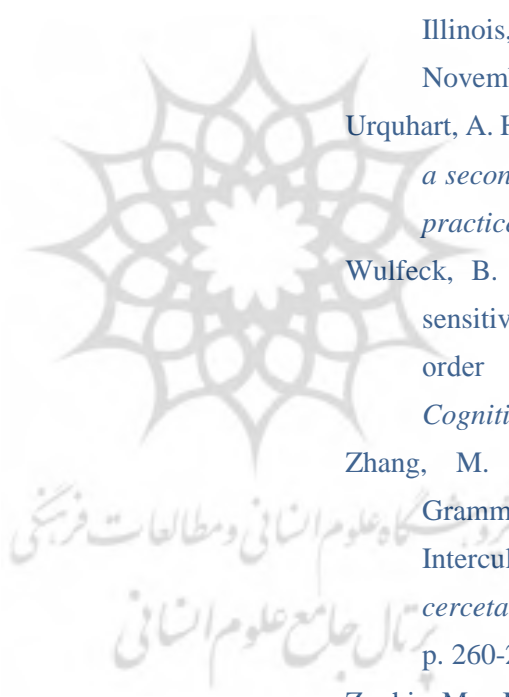 Illinois,
Novemb
Urquhart, A. H
a secon
practice
Wulfeck, B.
sensitiv
order
Cogniti
Zhang, M.
Gramm
Intercul
cerceta
p. 260-2
پژوهشگاه علوم انسانی و مطالعات فرهنگی
پرتال جامع علوم انسانی